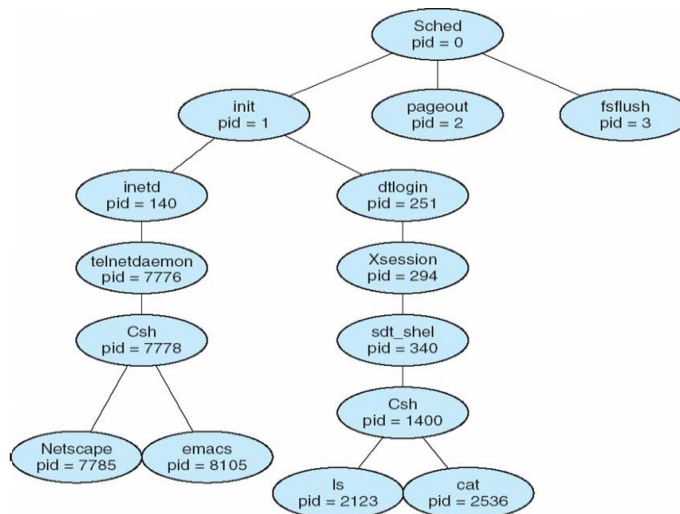 Sched
pid = 0
init
pid = 1
pageout
pid = 2
fsflush
pid = 3
inetd
pid = 140
dtlogin
pid = 251
telnetdaemon
pid = 7776
Xsession
pid = 294
Csh
pid = 7778
sdt_shel
pid = 340
Csh
pid = 1400
Netscape
pid = 7785
emacs
pid = 8105
ls
pid = 2123
cat
pid = 2536